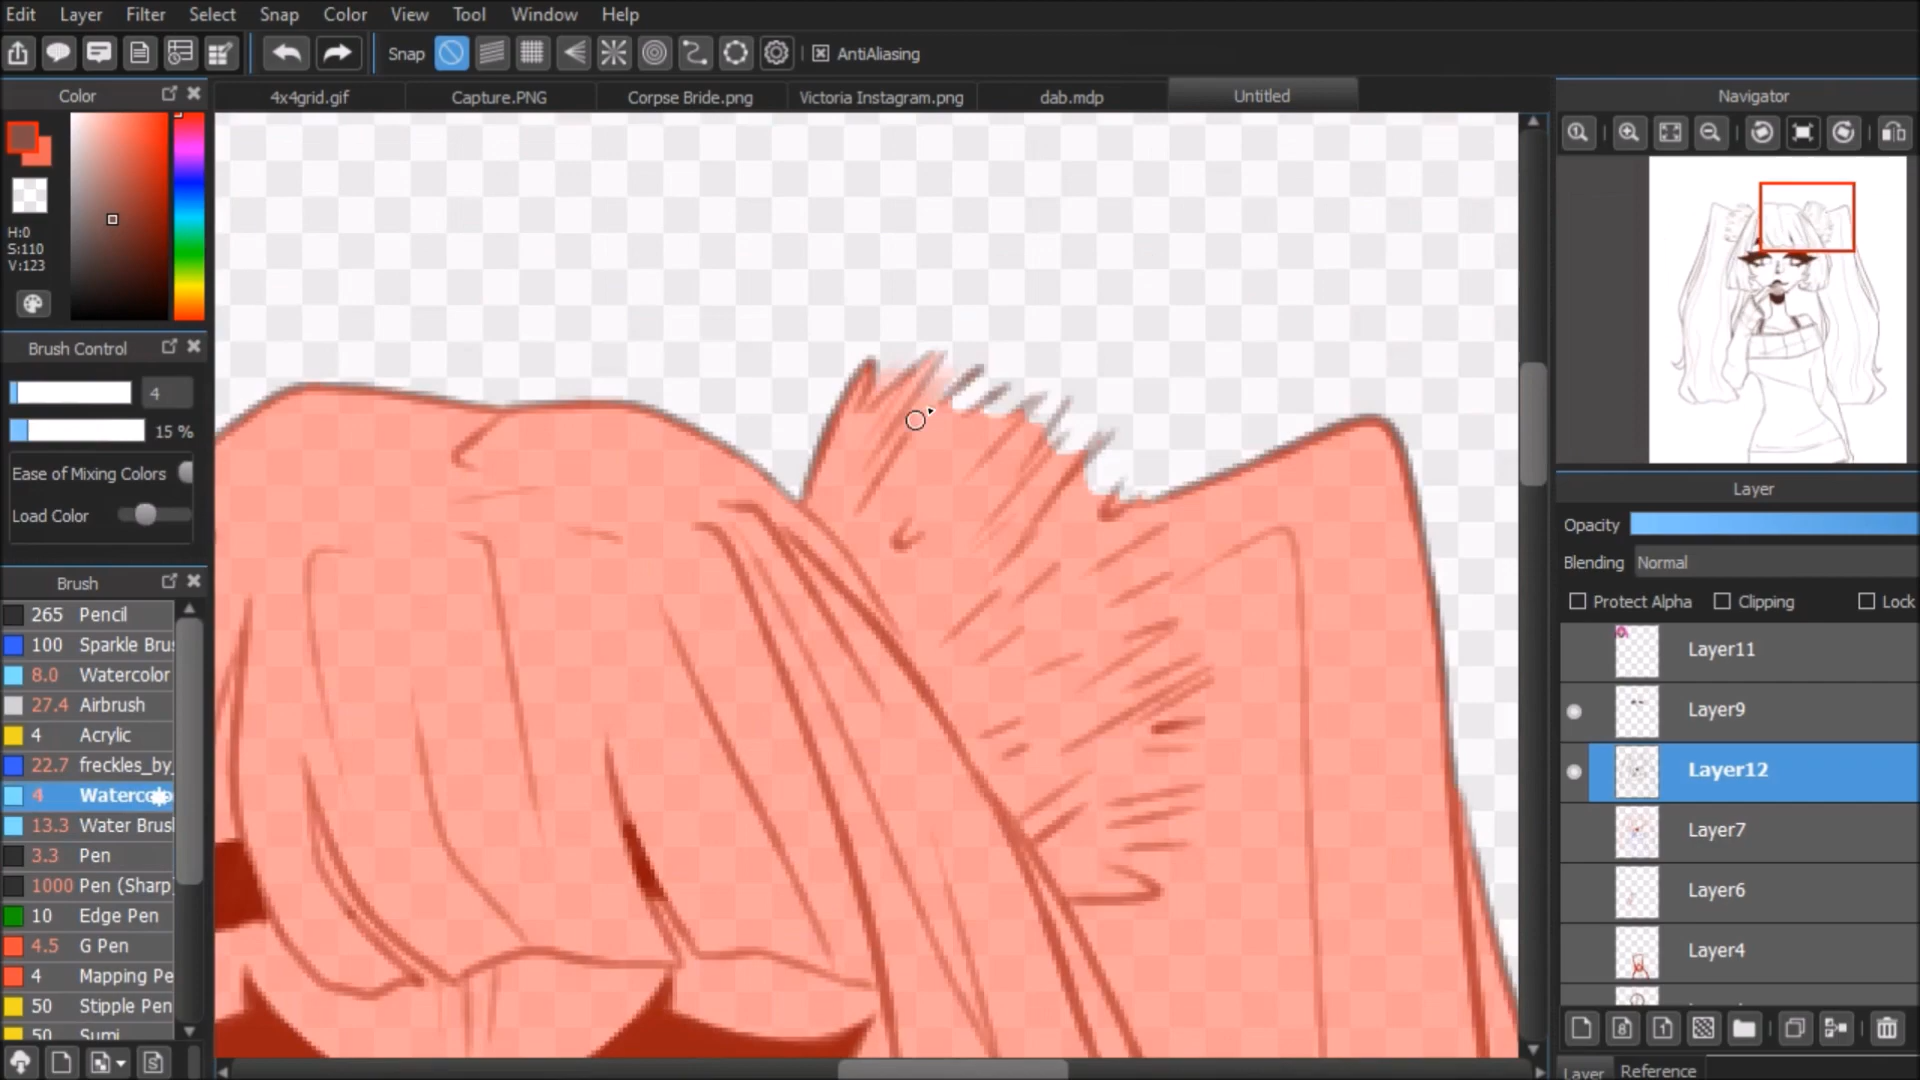 Edit Layer Filter Select Snap Color View Tool Window Help
Snap AntiAliasing
Color
4x4grid.gif Capture.PNG Corpse Bride.png Victoria Instagram.png dab.mdp Untitled
Navigator
H:0
S:110
V:123
Brush Control
4
15 %
Ease of Mixing Colors
Load Color
Brush
265 Pencil
100 Sparkle Brus
8.0 Watercolor
27.4 Airbrush
4 Acrylic
22.7 freckles_by_
4 Waterco
13.3 Water Brus
3.3 Pen
1000 Pen (Sharp
10 Edge Pen
4.5 G Pen
4 Mapping Pe
50 Stipple Pen
50 Sumi
Layer
Opacity
Blending Normal
Protect Alpha Clipping Lock
Layer11
Layer9
Layer12
Layer7
Layer6
Layer4
Layer Reference